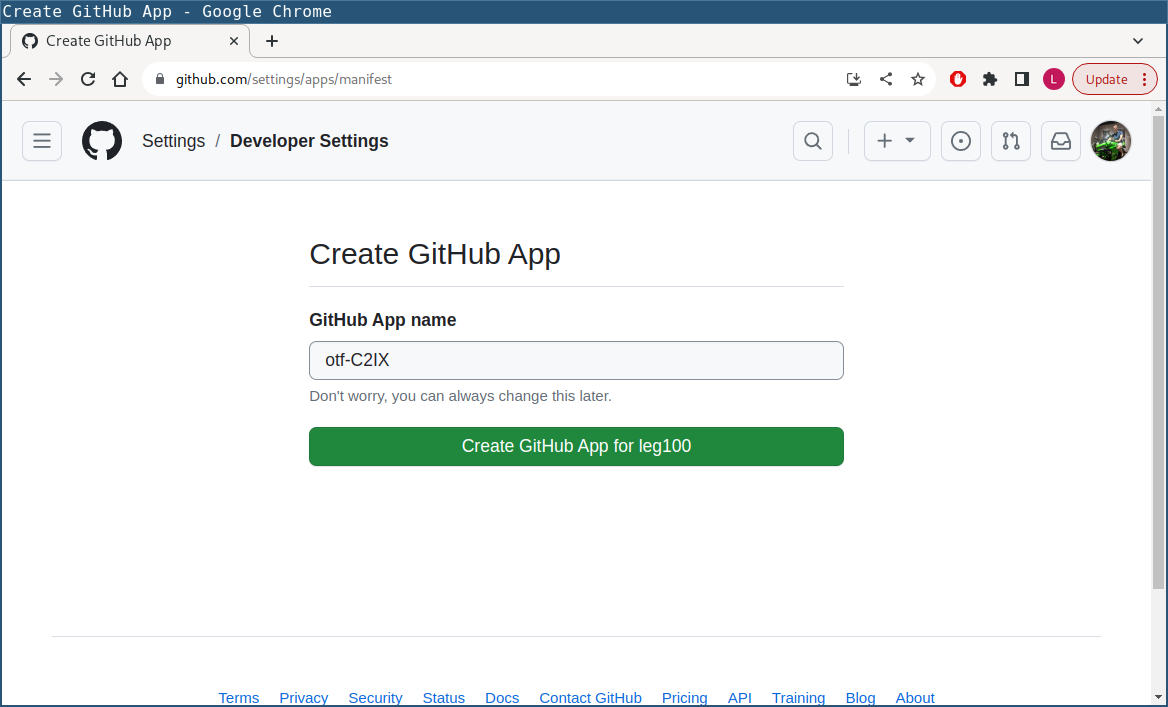 Create GitHub App - Google Chrome
Create GitHub App
github.com/settings/apps/manifest
L
Update
Settings / Developer Settings
Create GitHub App
GitHub App name
otf-C2IX
Don't worry, you can always change this later.
Create GitHub App for leg100
Terms Privacy Security Status Docs Contact GitHub Pricing API Training Blog About